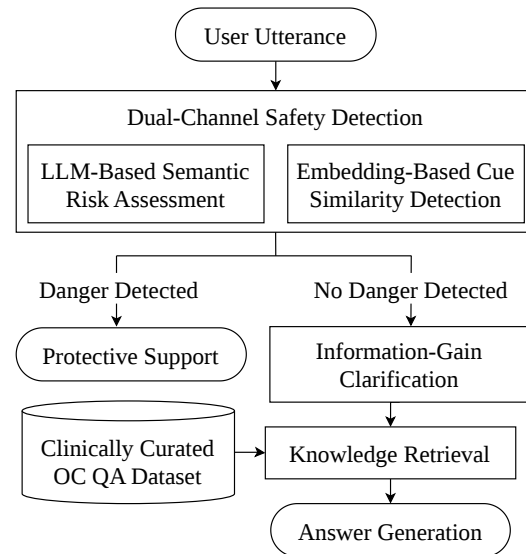 User Utterance
Dual-Channel Safety Detection
LLM-Based Semantic
Risk Assessment
Embedding-Based Cue
Similarity Detection
Danger Detected
No Danger Detected
Protective Support
Information-Gain
Clarification
Clinically Curated
OC QA Dataset
Knowledge Retrieval
Answer Generation